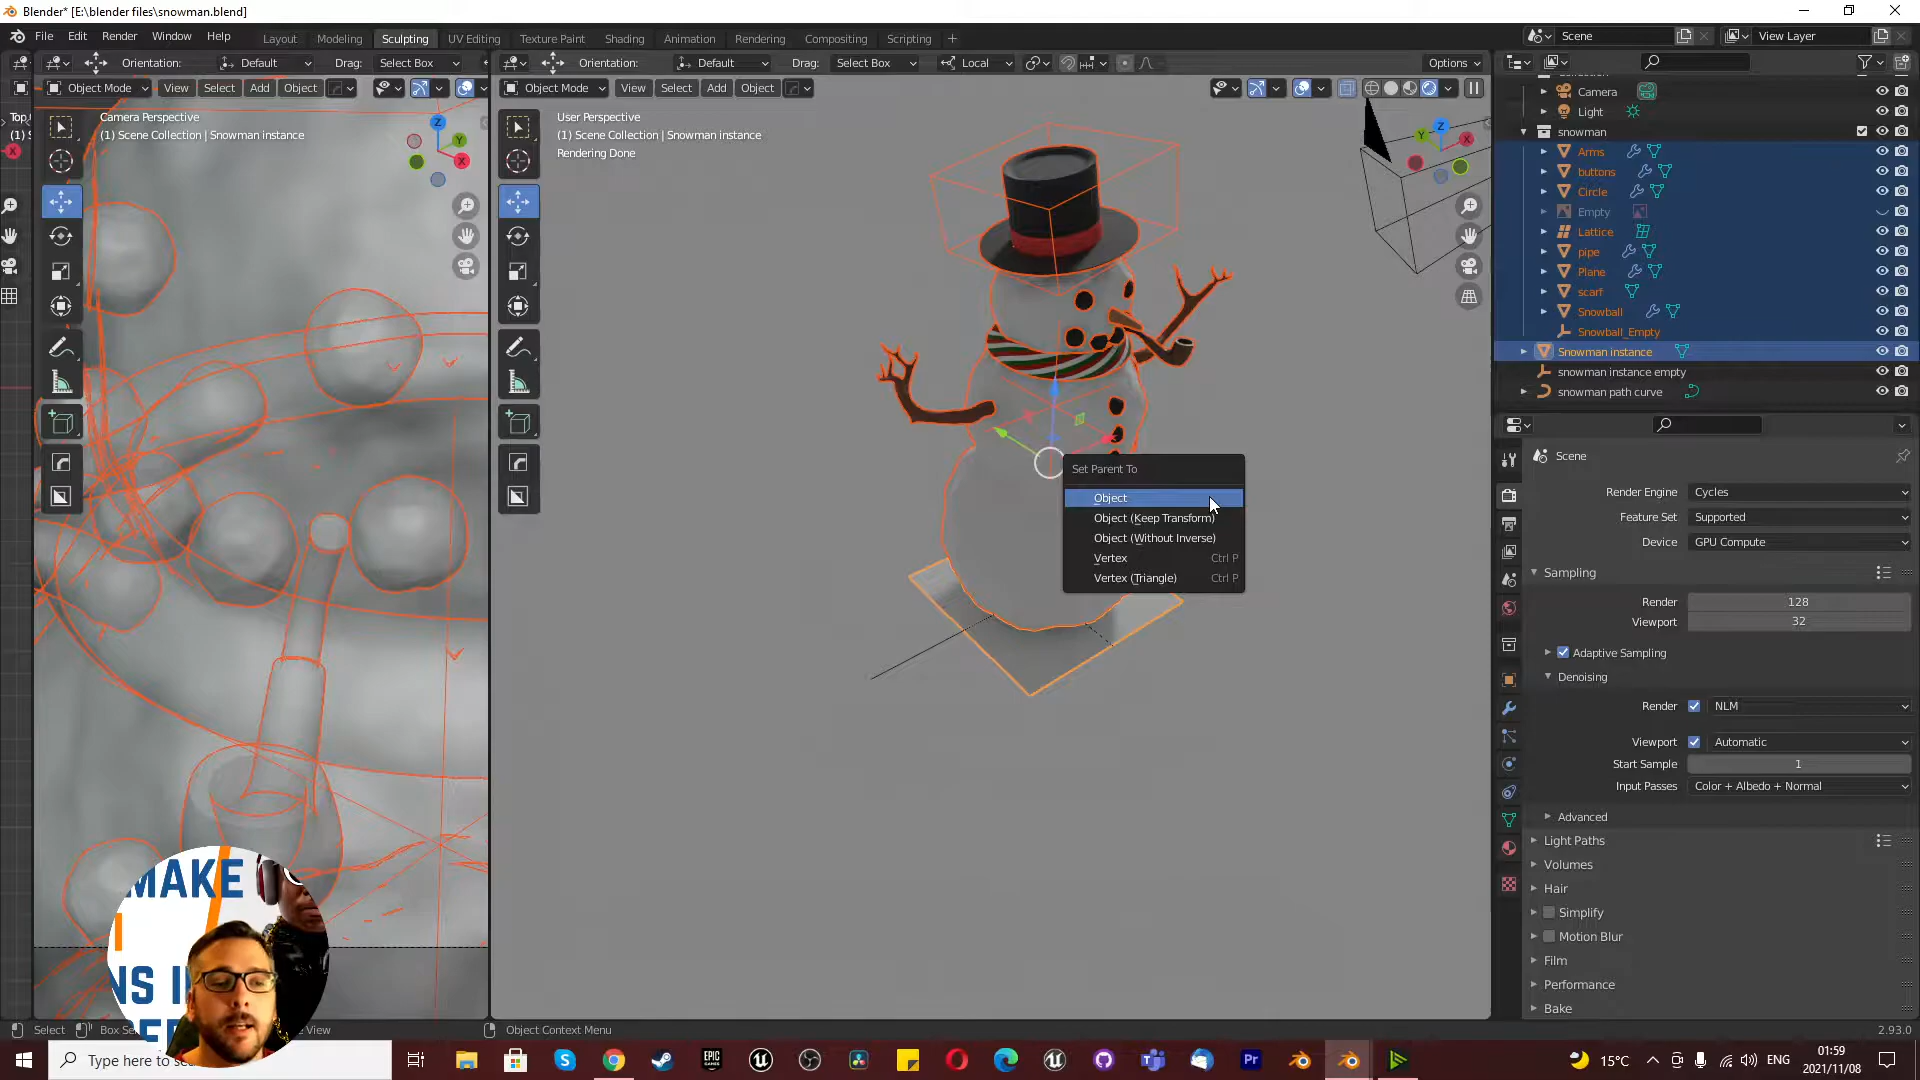 Blender* [E:\blender files\snowman.blend]
File Edit Render Window Help
Layout Modeling Sculpting UV Editing Texture Paint Shading Animation Rendering Compositing Scripting
Scene
View Layer
Orientation: Default Drag: Select Box
Orientation: Default Drag: Select Box Local Options
Object Mode View Select Add Object
Object Mode View Select Add Object
Camera Perspective
(1) Scene Collection | Snowman instance
User Perspective
(1) Scene Collection | Snowman instance
Rendering Done
Camera
Light
snowman
Arms
buttons
Circle
Empty
Lattice
pipe
Plane
scarf
Snowball
Snowball_Empty
Snowman instance
snowman instance empty
snowman path curve
Set Parent To
Object
Object (Keep Transform)
Object (Without Inverse)
Vertex Ctrl P
Vertex (Triangle) Ctrl P
Scene
Render Engine Cycles
Feature Set Supported
Device GPU Compute
Sampling
Render 128
Viewport 32
Adaptive Sampling
Denoising
Render NLM
Viewport Automatic
Start Sample 1
Input Passes Color + Albedo + Normal
Advanced
Light Paths
Volumes
Hair
Simplify
Motion Blur
Film
Performance
Bake
MAKE
NS I
Select Box Se View Object Context Menu 2.93.0
Type here to s
15°C ENG 01:59
2021/11/08